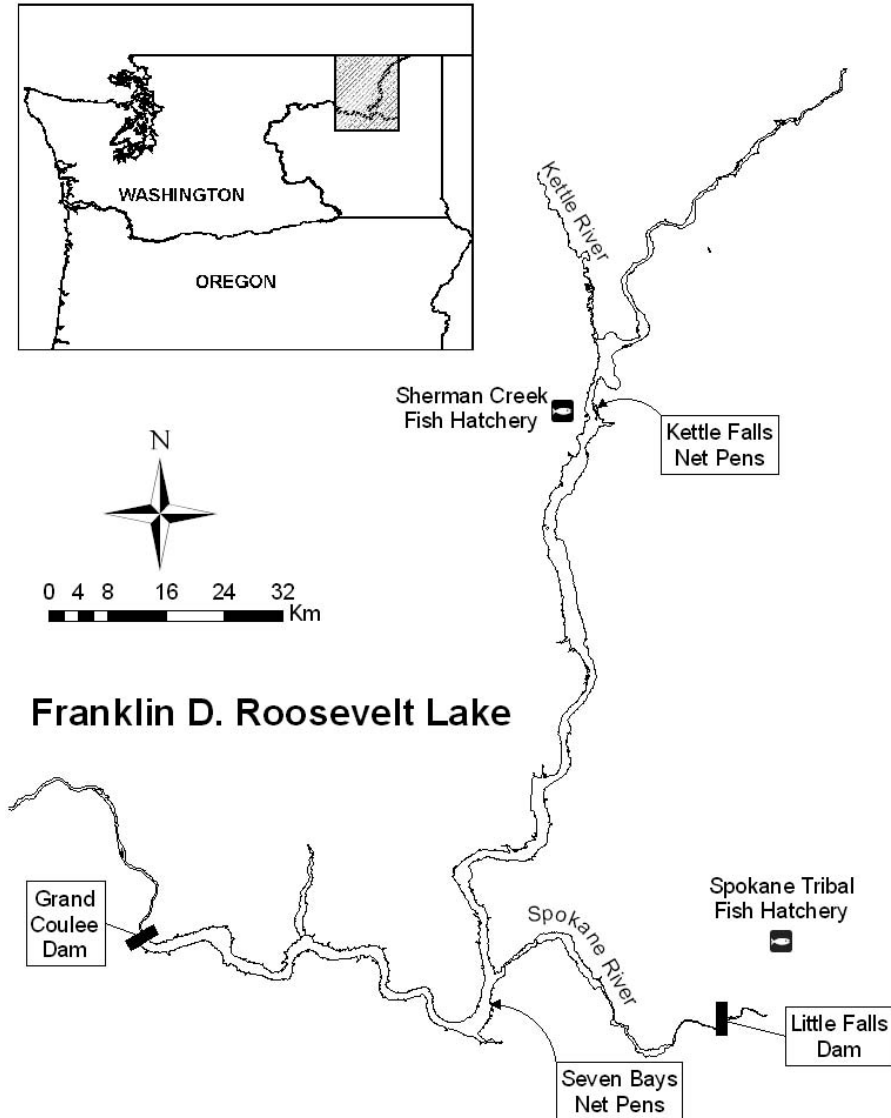 WASHINGTON
OREGON
Kettle River
Sherman Creek
Fish Hatchery
Kettle Falls
Net Pens
N
0 4 8 16 24 32
Km
Franklin D. Roosevelt Lake
Grand
Coulee
Dam
Spokane River
Spokane Tribal
Fish Hatchery
Little Falls
Dam
Seven Bays
Net Pens